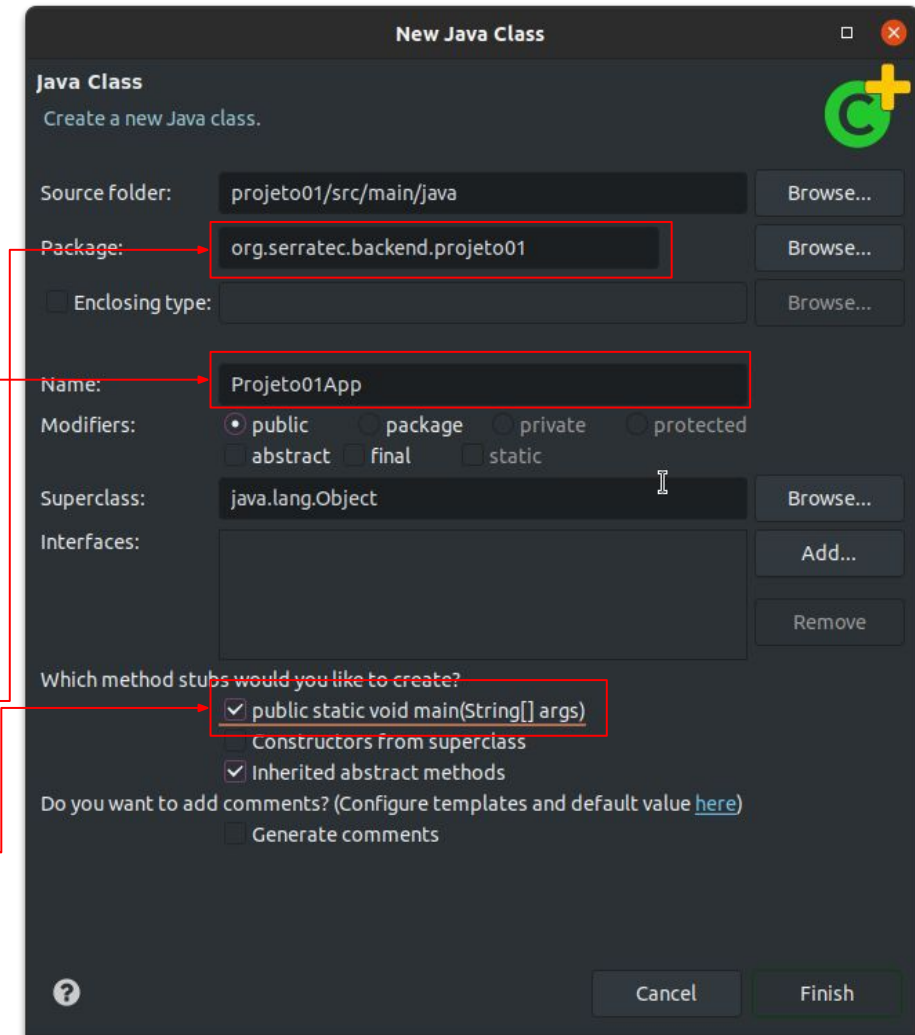 New Java Class
Java Class
Create a new Java class.
Source folder: projeto01/src/main/java Browse...
Package: org.serratec.backend.projeto01 Browse...
Enclosing type: Browse...
Name: Projeto01App
Modifiers: public package private protected
abstract final static
Superclass: java.lang.Object Browse...
Interfaces: Add...
Remove
Which method stubs would you like to create?
public static void main(String[] args)
Constructors from superclass
Inherited abstract methods
Do you want to add comments? (Configure templates and default value here)
Generate comments
? Cancel Finish